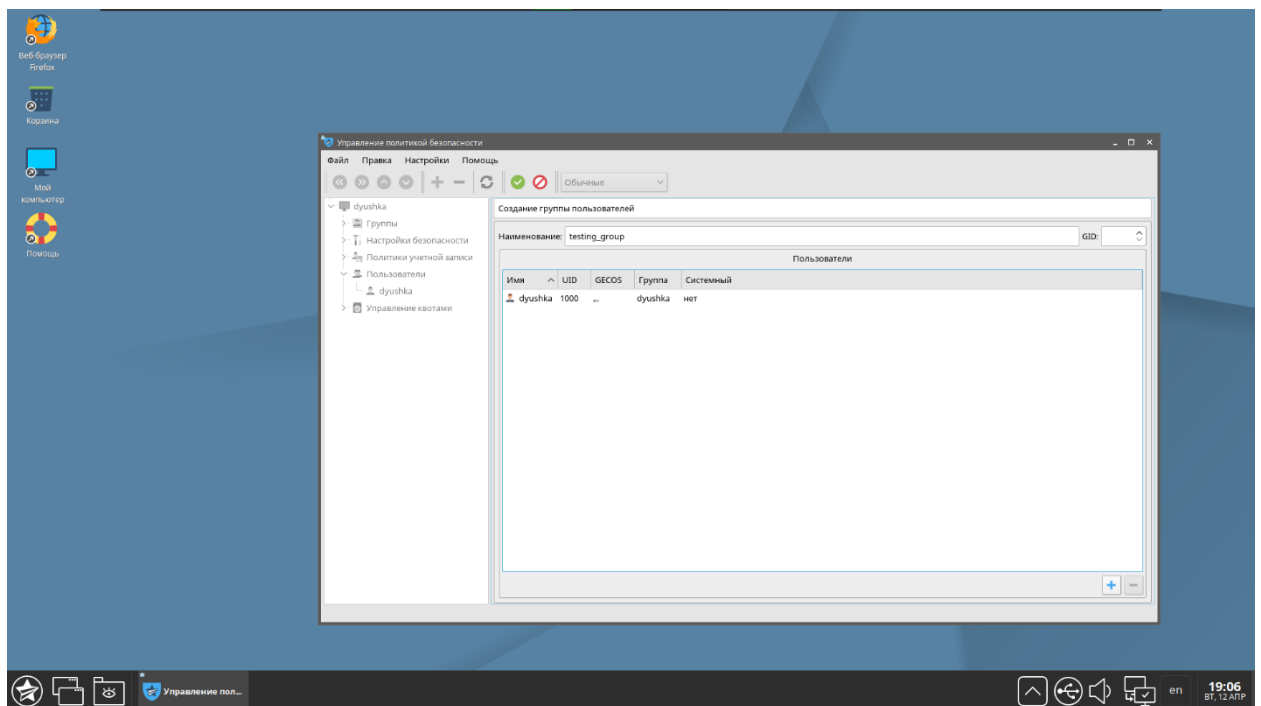 Веб-браузер
Firefox
Корзина
Мой
компьютер
Помощь
Управление политикой безопасности
Файл Правка Настройки Помощь
Обычные
dyushka
Группы
Настройки безопасности
Политики учетной записи
Пользователи
dyushka
Управление квотами
Создание группы пользователей
Наименование: testing_group GID:
Пользователи
Имя UID GECOS Группа Системный
dyushka 1000 ,,, dyushka нет
Управление пол...
en
19:06
ВТ, 12 АПР